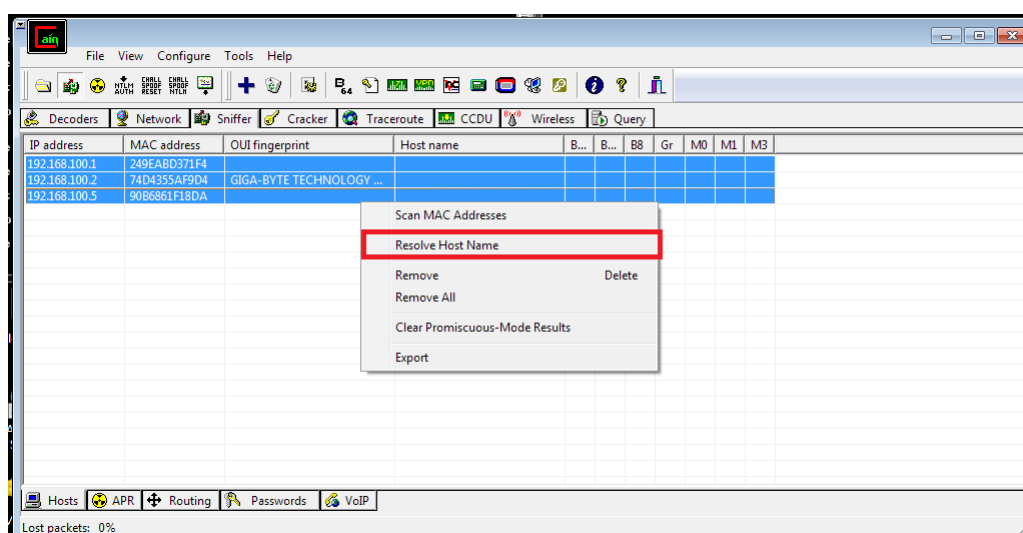 ain
File View Configure Tools Help
NTLM AUTH CHALL SPOOF RESET CHALL SPOOF NTLM B 64
Decoders Network Sniffer Cracker Traceroute CCDU Wireless Query
IP address MAC address OUI fingerprint Host name B... B... B8 Gr M0 M1 M3
192.168.100.1 249EABD371F4
192.168.100.2 74D4355AF9D4 GIGA-BYTE TECHNOLOGY ...
192.168.100.5 90B6861F18DA
Scan MAC Addresses
Resolve Host Name
Remove Delete
Remove All
Clear Promiscuous-Mode Results
Export
Hosts APR Routing Passwords VoIP
Lost packets: 0%